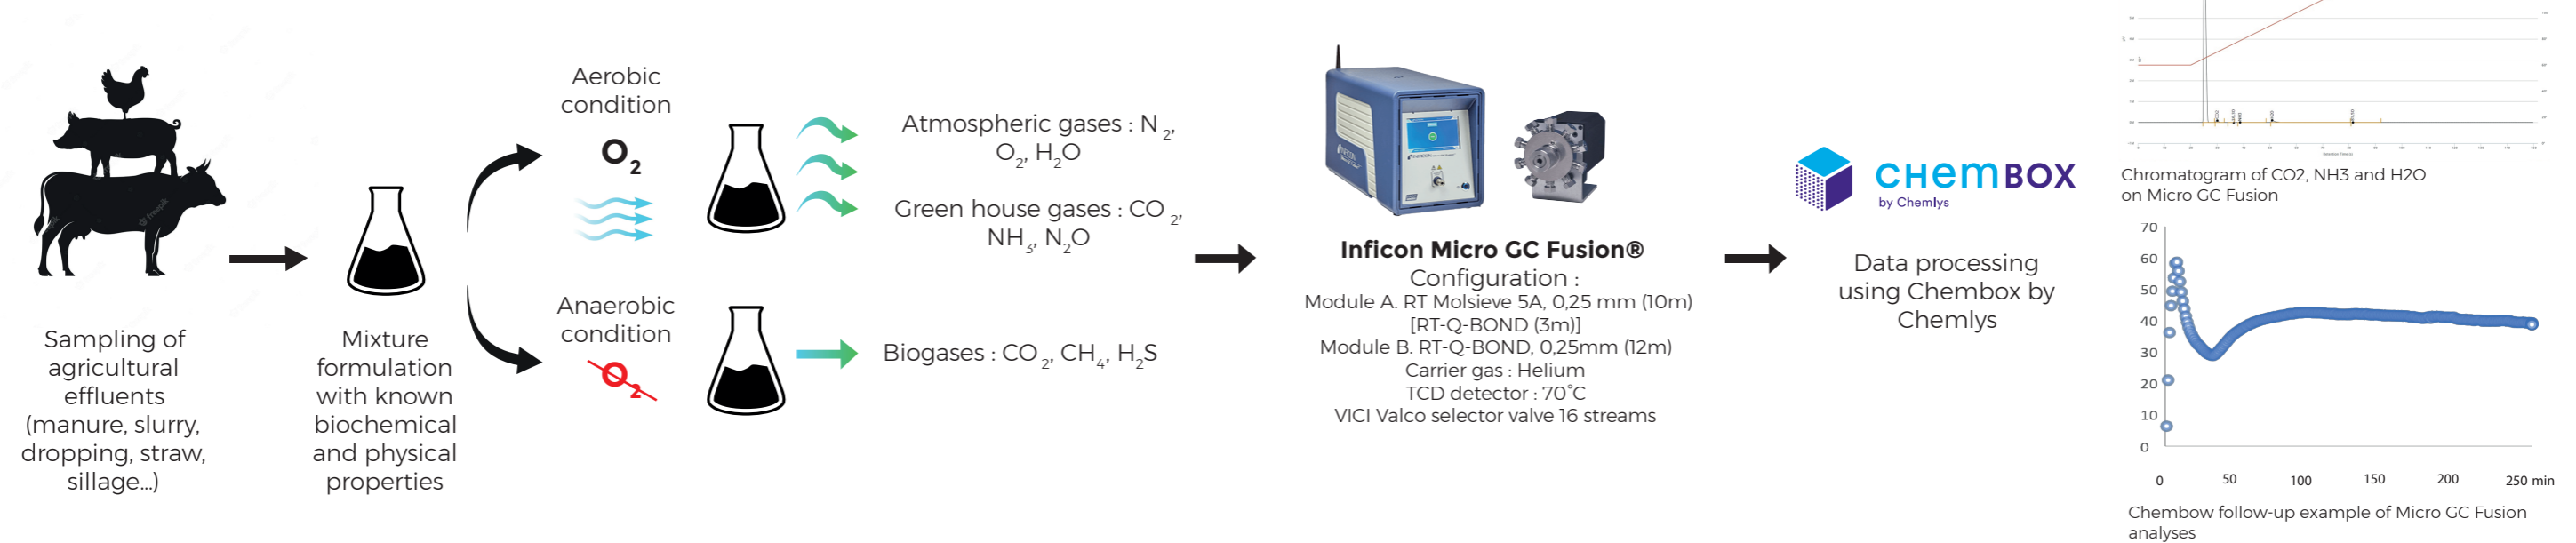 Sampling of
agricultural
effluents
(manure, slurry,
dropping, straw,
sillage...)
Mixture
formulation
with known
biochemical
and physical
properties
Aerobic
condition
O2
Anaerobic
condition
O2
Atmospheric gases : N2,
O2, H2O
Green house gases : CO2,
NH3, N2O
Biogases : CO2, CH4, H2S
INFICON
Inficon Micro GC Fusion®
Configuration :
Module A. RT Molsieve 5A, 0,25 mm (10m)
[RT-Q-BOND (3m)]
Module B. RT-Q-BOND, 0,25mm (12m)
Carrier gas : Helium
TCD detector : 70°C
VICI Valco selector valve 16 streams
CHEMBOX
by Chemlys
Data processing
using Chembox by
Chemlys
Chromatogram of CO2, NH3 and H2O
on Micro GC Fusion
70
60
50
40
30
20
10
0
0 50 100 150 200 250 min
Chembow follow-up example of Micro GC Fusion
analyses